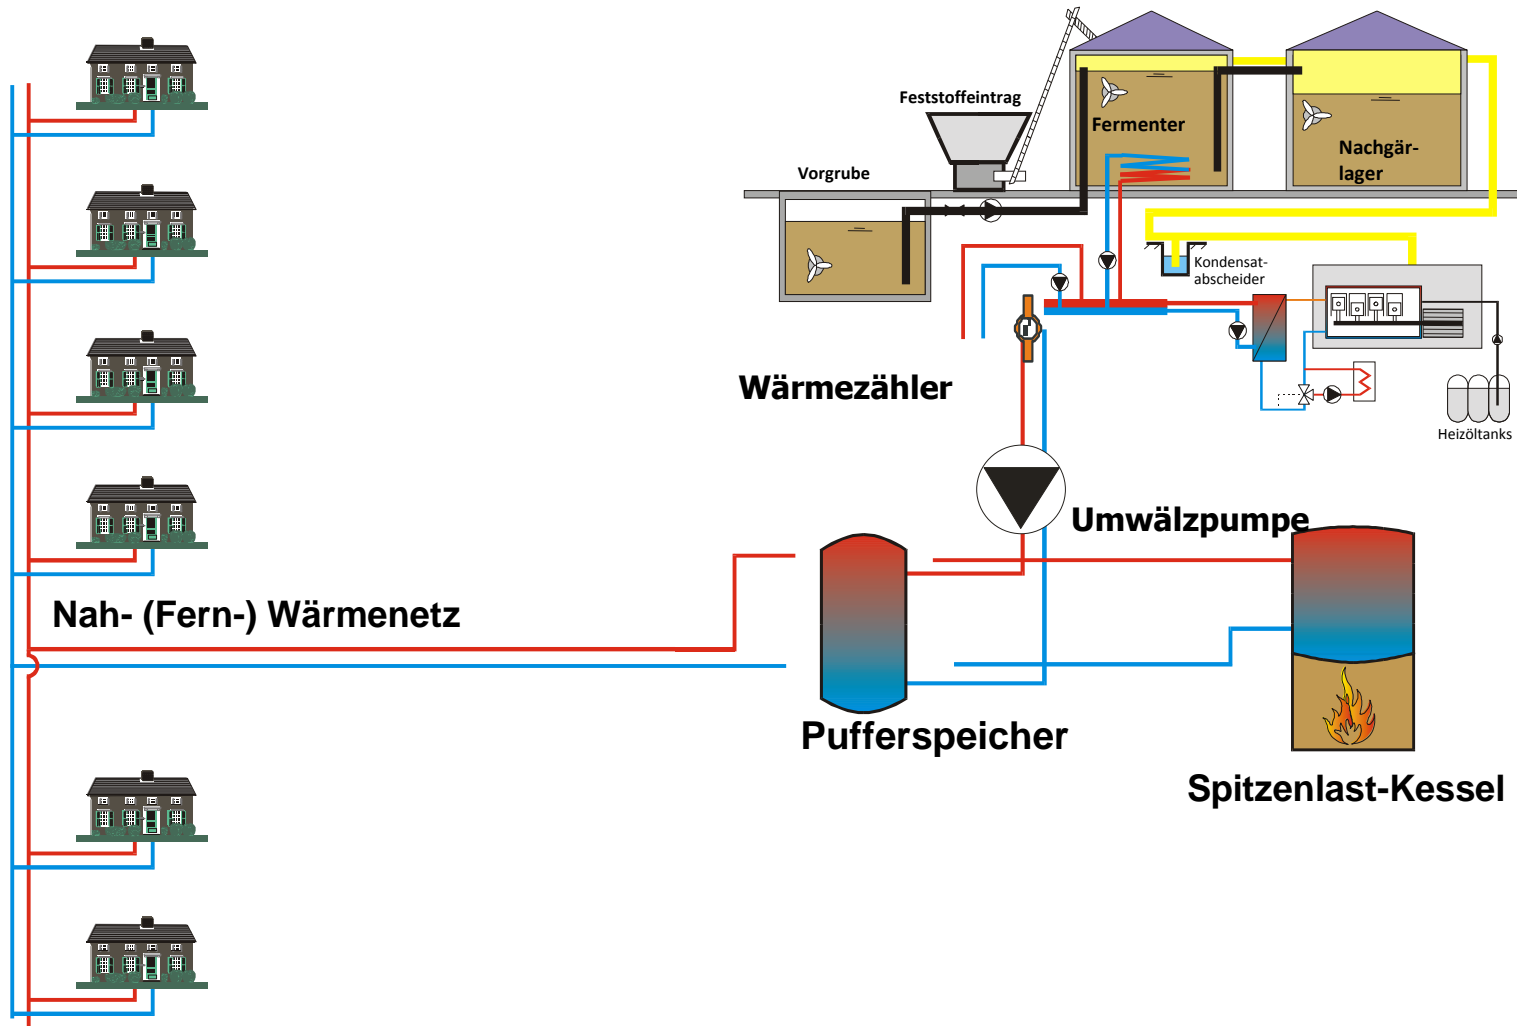 Feststoffeintrag
Fermenter
Nachgär-
lager
Vorgrube
Kondensat-
abscheider
Wärmezähler
Heizöltanks
Umwälzpumpe
Nah- (Fern-) Wärmenetz
Pufferspeicher
Spitzenlast-Kessel